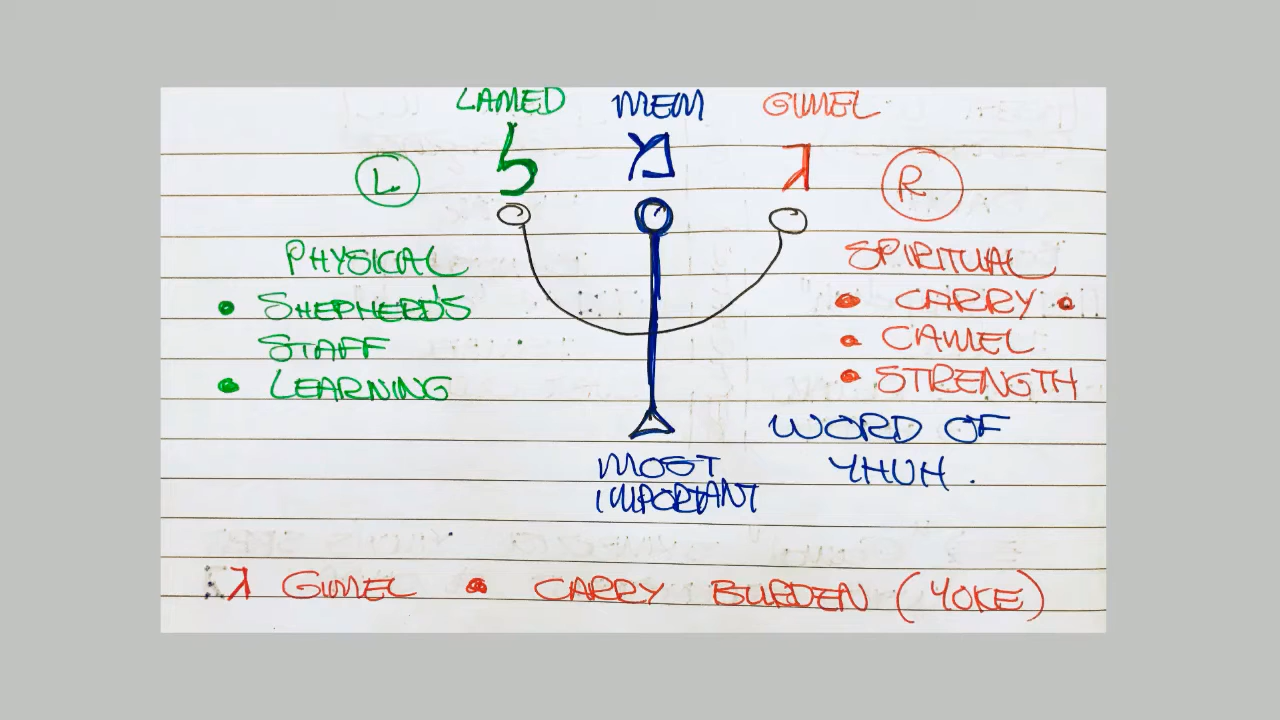 LAMED MEM GIMEL
L R
PHYSICAL SPIRITUAL
• SHEPHERD'S • CARRY •
STAFF • CAMEL
• LEARNING • STRENGTH
WORD OF
MOST YHUH.
IMPORTANT
GIMEL • CARRY BURDEN (YOKE)